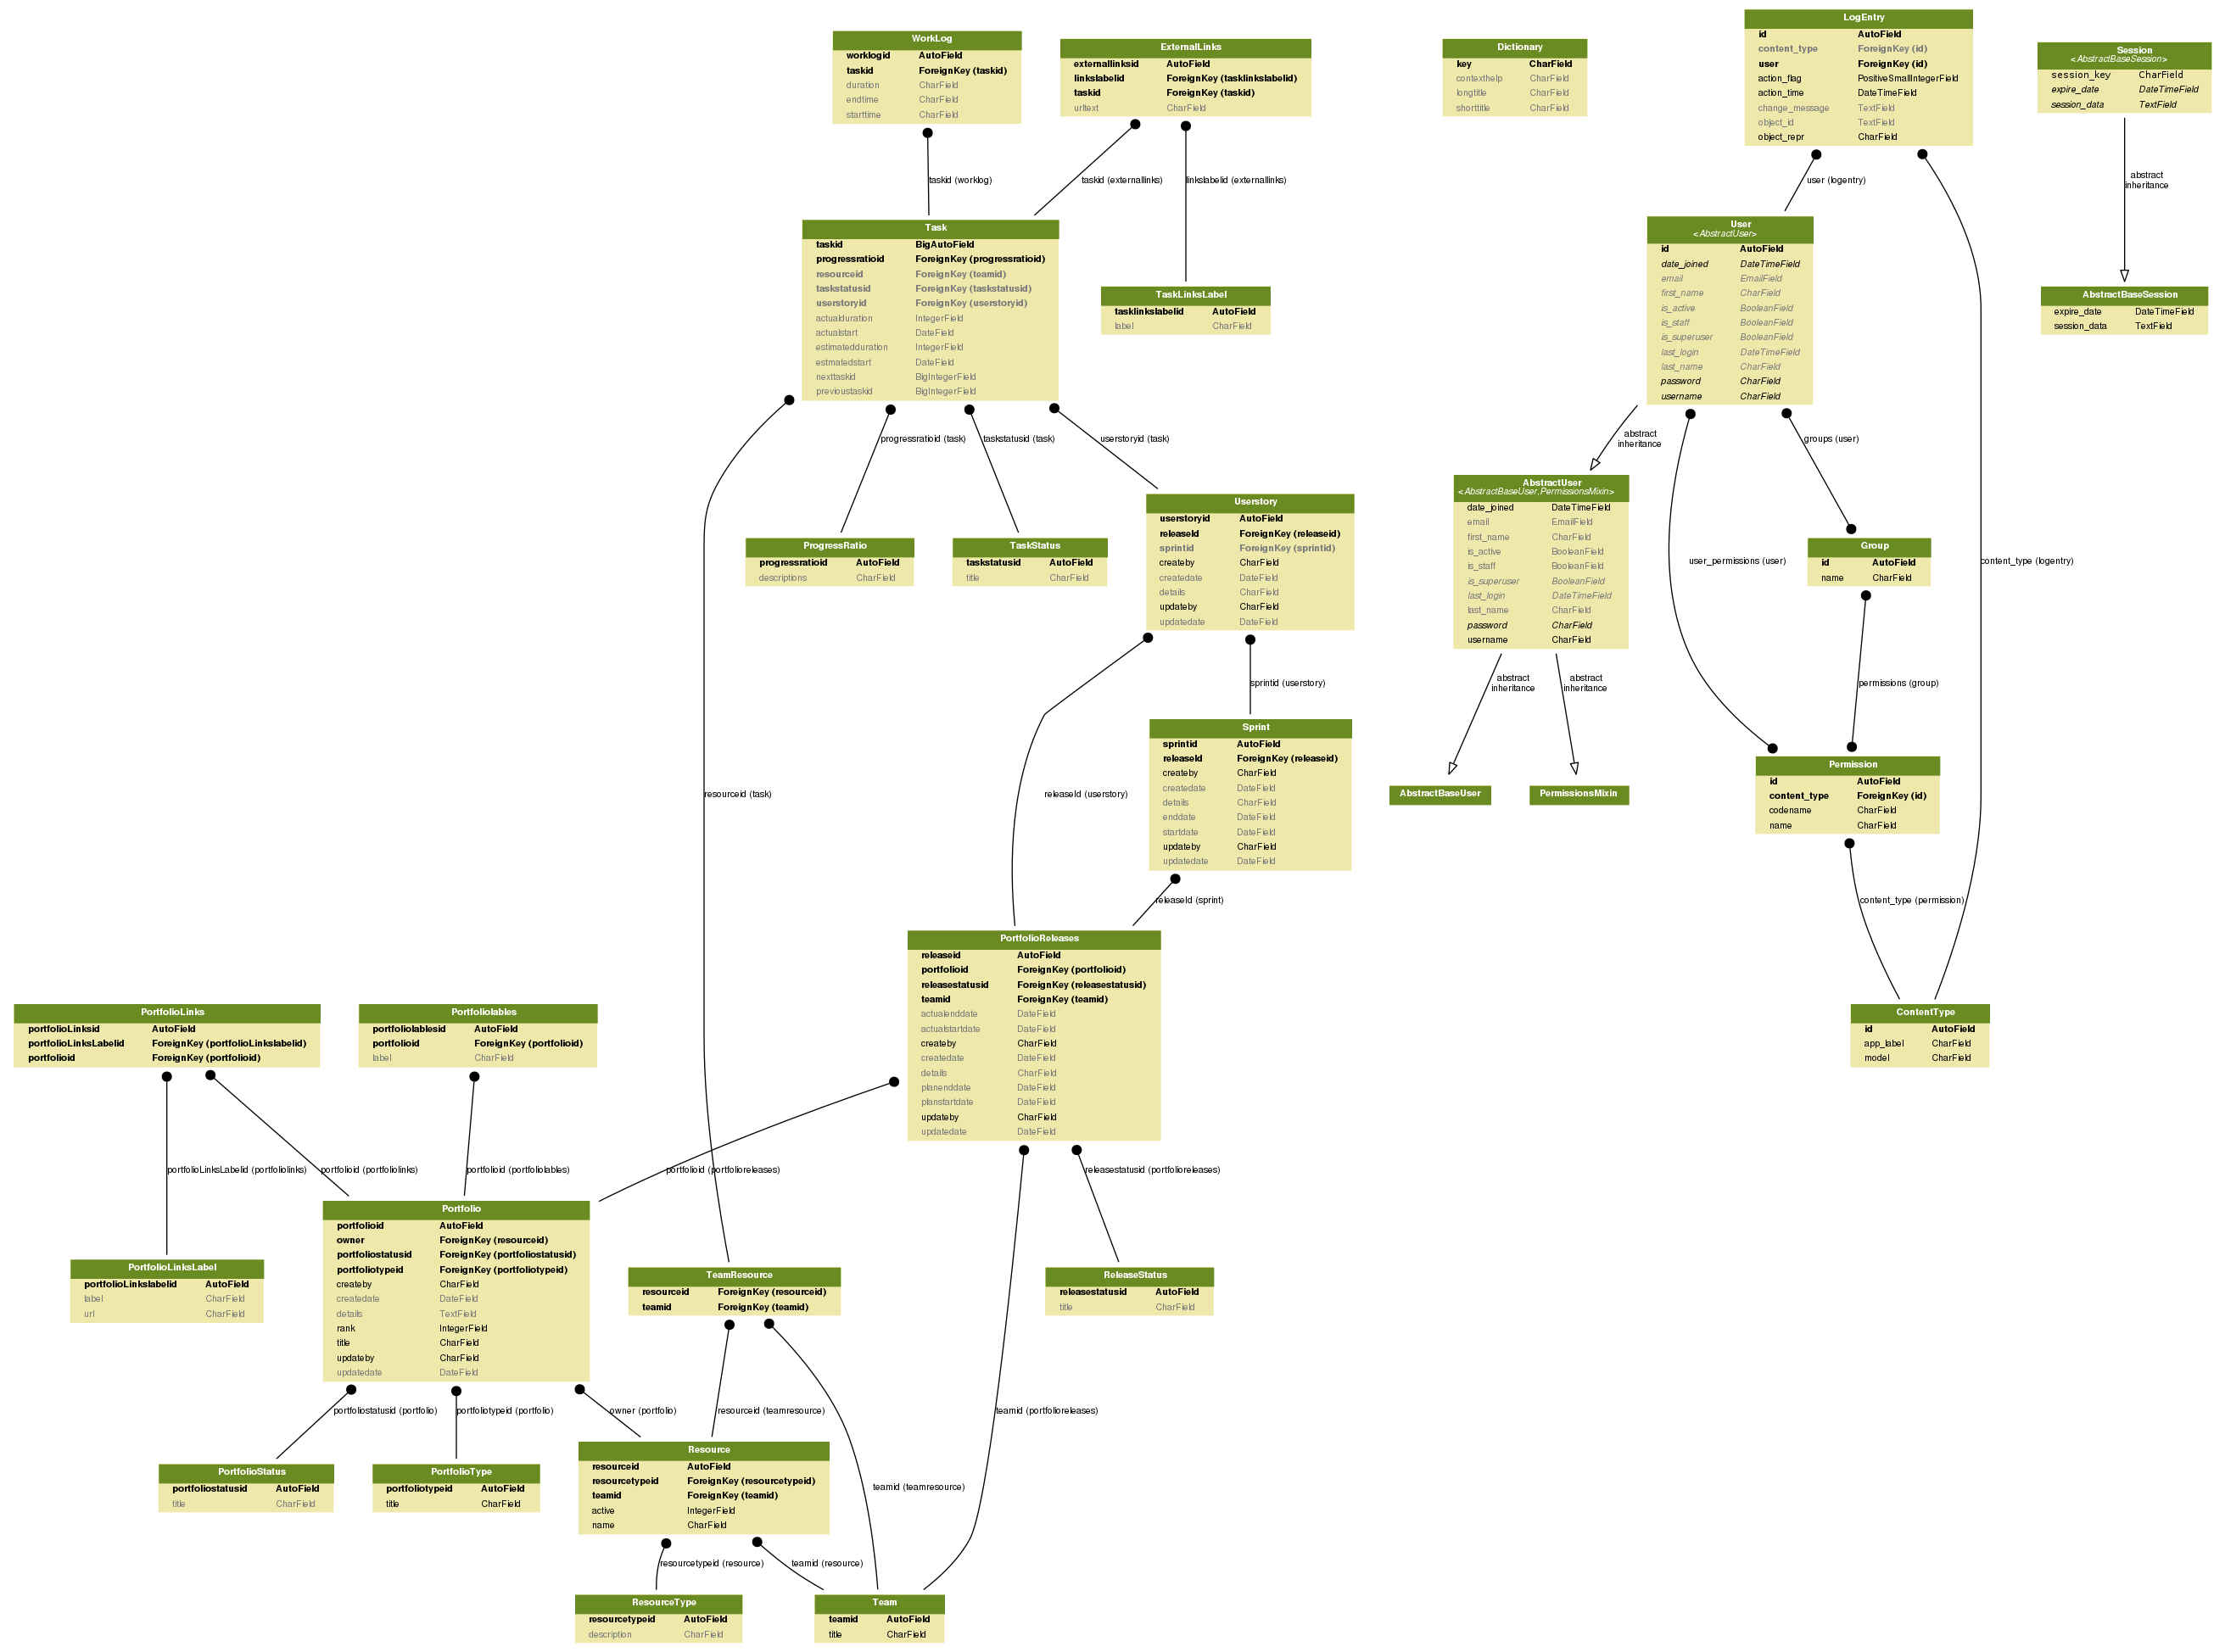 WorkLog
worklogid AutoField
taskid ForeignKey (taskid)
duration CharField
endtime CharField
starttime CharField
ExternalLinks
externallinksid AutoField
linkslabelid ForeignKey (tasklinkslabelid)
taskid ForeignKey (taskid)
urltext CharField
Dictionary
key CharField
contexthelp CharField
longtitle CharField
shorttitle CharField
LogEntry
id AutoField
content_type ForeignKey (id)
user ForeignKey (id)
action_flag PositiveSmallIntegerField
action_time DateTimeField
change_message TextField
object_id TextField
object_repr CharField
Session
<AbstractBaseSession>
session_key CharField
expire_date DateTimeField
session_data TextField
taskid (worklog)
taskid (externallinks)
linkslabelid (externallinks)
user (logentry)
abstract
inheritance
Task
taskid BigAutoField
progressratioid ForeignKey (progressratioid)
resourceid ForeignKey (teamid)
taskstatusid ForeignKey (taskstatusid)
userstoryid ForeignKey (userstoryid)
actualduration IntegerField
actualstart DateField
estimatedduration IntegerField
estmatedstart DateField
nexttaskid BigIntegerField
previoustaskid BigIntegerField
TaskLinksLabel
tasklinkslabelid AutoField
label CharField
User
<AbstractUser>
id AutoField
date_joined DateTimeField
email EmailField
first_name CharField
is_active BooleanField
is_staff BooleanField
is_superuser BooleanField
last_login DateTimeField
last_name CharField
password CharField
username CharField
AbstractBaseSession
expire_date DateTimeField
session_data TextField
progressratioid (task)
taskstatusid (task)
userstoryid (task)
abstract
inheritance
groups (user)
ProgressRatio
progressratioid AutoField
descriptions CharField
TaskStatus
taskstatusid AutoField
title CharField
Userstory
userstoryid AutoField
releaseId ForeignKey (releaseid)
sprintid ForeignKey (sprintid)
createby CharField
createdate DateField
details CharField
updateby CharField
updatedate DateField
AbstractUser
<AbstractBaseUser,PermissionsMixin>
date_joined DateTimeField
email EmailField
first_name CharField
is_active BooleanField
is_staff BooleanField
is_superuser BooleanField
last_login DateTimeField
last_name CharField
password CharField
username CharField
user_permissions (user)
Group
id AutoField
name CharField
content_type (logentry)
sprintid (userstory)
abstract
inheritance
abstract
inheritance
permissions (group)
resourceid (task)
releaseId (userstory)
Sprint
sprintid AutoField
releaseId ForeignKey (releaseid)
createby CharField
createdate DateField
details CharField
enddate DateField
startdate DateField
updateby CharField
updatedate DateField
AbstractBaseUser
PermissionsMixin
Permission
id AutoField
content_type ForeignKey (id)
codename CharField
name CharField
releaseId (sprint)
content_type (permission)
PortfolioReleases
releaseid AutoField
portfolioid ForeignKey (portfolioid)
releasestatusid ForeignKey (releasestatusid)
teamid ForeignKey (teamid)
actualenddate DateField
actualstartdate DateField
createby CharField
createdate DateField
details CharField
planenddate DateField
planstartdate DateField
updateby CharField
updatedate DateField
PortfolioLinks
portfolioLinksid AutoField
portfolioLinksLabelid ForeignKey (portfolioLinkslabelid)
portfolioid ForeignKey (portfolioid)
Portfoliolables
portfoliolablesid AutoField
portfolioid ForeignKey (portfolioid)
label CharField
ContentType
id AutoField
app_label CharField
model CharField
portfolioLinksLabelid (portfoliolinks)
portfolioid (portfoliolinks)
portfolioid (portfoliolables)
portfolioid (portfolioreleases)
releasestatusid (portfolioreleases)
PortfolioLinksLabel
portfolioLinkslabelid AutoField
label CharField
url CharField
Portfolio
portfolioid AutoField
owner ForeignKey (resourceid)
portfoliostatusid ForeignKey (portfoliostatusid)
portfoliotypeid ForeignKey (portfoliotypeid)
createby CharField
createdate DateField
details TextField
rank IntegerField
title CharField
updateby CharField
updatedate DateField
TeamResource
resourceid ForeignKey (resourceid)
teamid ForeignKey (teamid)
ReleaseStatus
releasestatusid AutoField
title CharField
portfoliostatusid (portfolio)
portfoliotypeid (portfolio)
owner (portfolio)
resourceid (teamresource)
teamid (portfolioreleases)
PortfolioStatus
portfoliostatusid AutoField
title CharField
PortfolioType
portfoliotypeid AutoField
title CharField
Resource
resourceid AutoField
resourcetypeid ForeignKey (resourcetypeid)
teamid ForeignKey (teamid)
active IntegerField
name CharField
teamid (teamresource)
resourcetypeid (resource)
teamid (resource)
ResourceType
resourcetypeid AutoField
description CharField
Team
teamid AutoField
title CharField